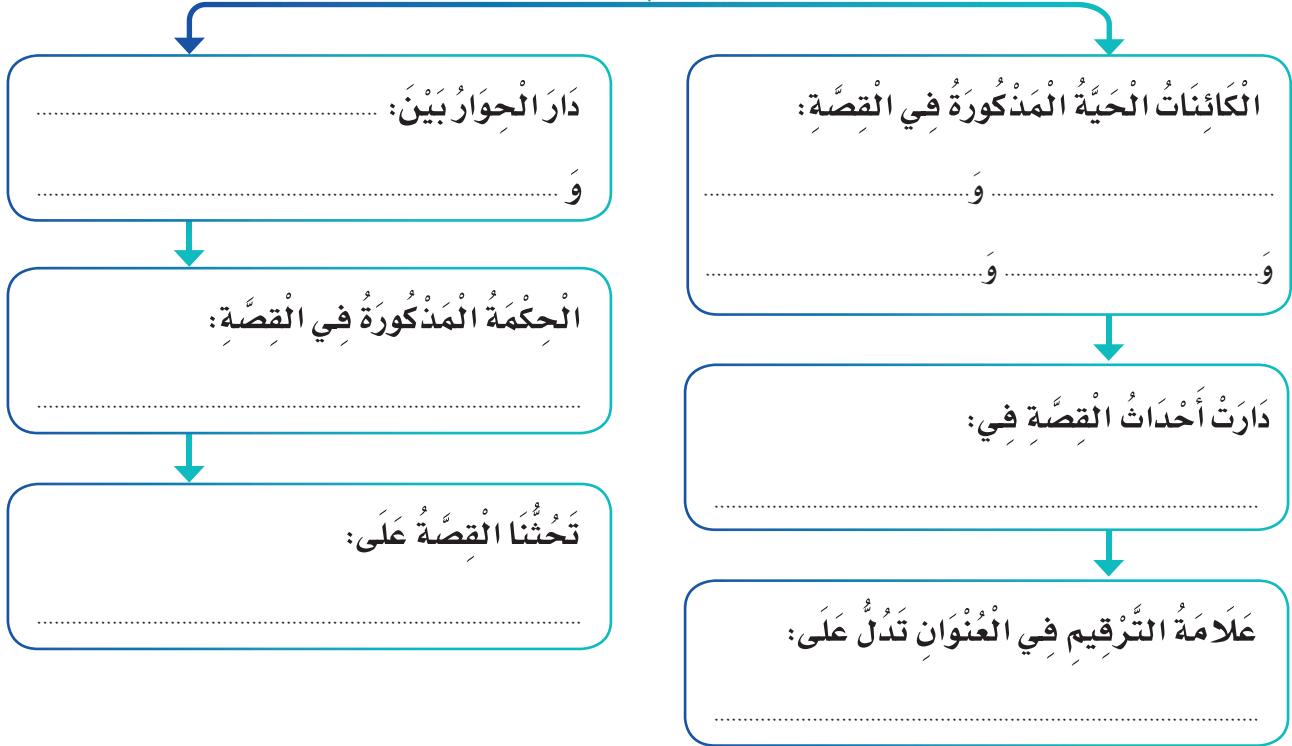 الْكَائِنَاتُ الْحَيَّةُ الْمَذْكُورَةُ فِي الْقِصَّةِ:
........................ وَ ........................
وَ ........................ وَ ........................
دَارَتْ أَحْدَاثُ الْقِصَّةِ فِي:
................................................
عَلَامَةُ التَّرْقِيمِ فِي الْعُنْوَانِ تَدُلُّ عَلَى:
................................................
دَارَ الْحِوَارُ بَيْنَ: ................................
وَ ................................................
الْحِكْمَةُ الْمَذْكُورَةُ فِي الْقِصَّةِ:
................................................
تَحُثُّنَا الْقِصَّةُ عَلَى:
................................................